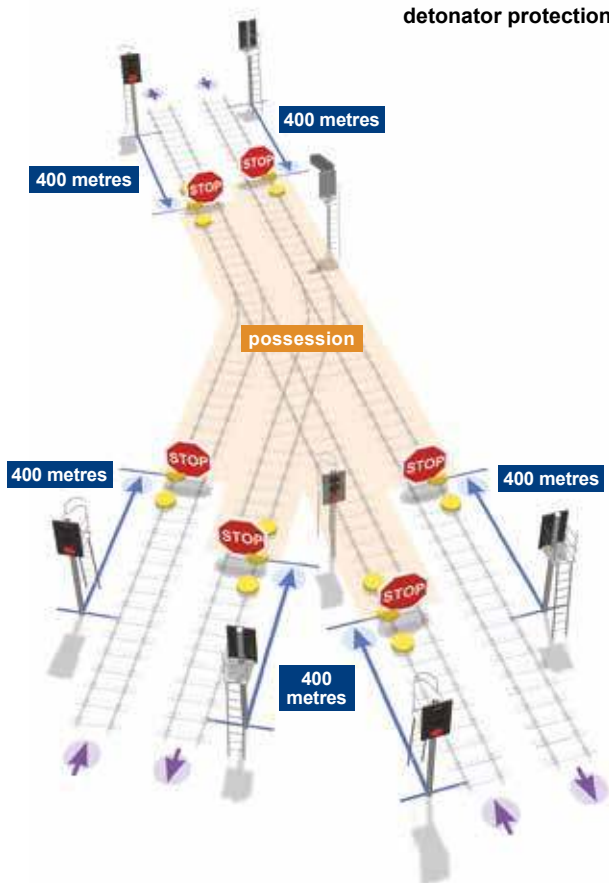 detonator protection
400 metres
400 metres
STOP
STOP
possession
STOP
STOP
400 metres
400 metres
STOP
STOP
400
metres